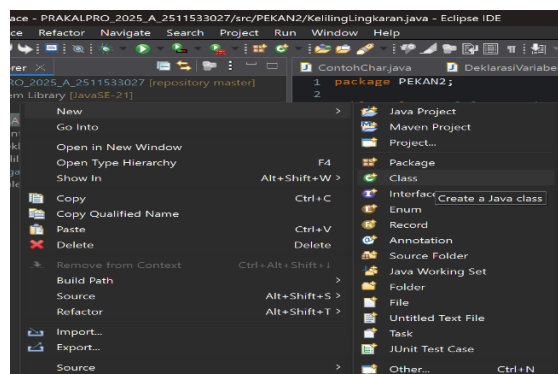 ace - PRAKALPRO_2025_A_2511533027/src/PEKAN2/KelilingLingkaran.java - Eclipse IDE
ce Refactor Navigate Search Project Run Window Help
rer
ContohChar.java DeklarasiVariabe
RO_2025_A_2511533027 [repository master]
m Library [JavaSE-21]
1 package PEKAN2;
2
New >
Go Into
Open in New Window
Open Type Hierarchy F4
Show In Alt+Shift+W >
Copy Ctrl+C
Copy Qualified Name
Paste Ctrl+V
Delete Delete
Remove from Context Ctrl+Alt+Shift+↓
Build Path >
Source Alt+Shift+S >
Refactor Alt+Shift+T >
Import...
Export...
Source >
Java Project
Maven Project
Project...
Package
Class
Interface
Create a Java class
Enum
Record
Annotation
Source Folder
Java Working Set
Folder
File
Untitled Text File
Task
JUnit Test Case
Other... Ctrl+N